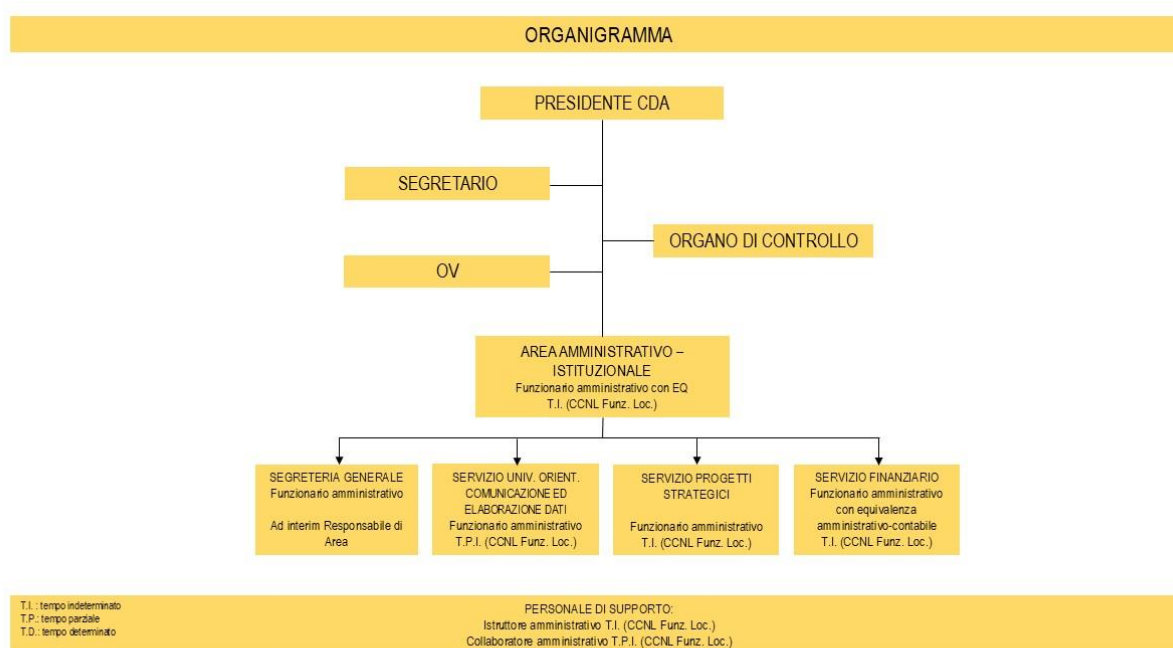 ORGANIGRAMMA
PRESIDENTE CDA
SEGRETARIO
ORGANO DI CONTROLLO
OV
AREA AMMINISTRATIVO –
ISTITUZIONALE
Funzionario amministrativo con EQ
T.I. (CCNL Funz. Loc.)
SEGRETERIA GENERALE
Funzionario amministrativo
Ad interim Responsabile di
Area
SERVIZIO UNIV. ORIENT.
COMUNICAZIONE ED
ELABORAZIONE DATI
Funzionario amministrativo
T.P.I. (CCNL Funz. Loc.)
SERVIZIO PROGETTI
STRATEGICI
Funzionario amministrativo
T.I. (CCNL Funz. Loc.)
SERVIZIO FINANZIARIO
Funzionario amministrativo
con equivalenza
amministrativo-contabile
T.I. (CCNL Funz. Loc.)
T.I. : tempo indeterminato
T.P.: tempo parziale
T.D.: tempo determinato
PERSONALE DI SUPPORTO:
Istruttore amministrativo T.I. (CCNL Funz. Loc.)
Collaboratore amministrativo T.P.I. (CCNL Funz. Loc.)